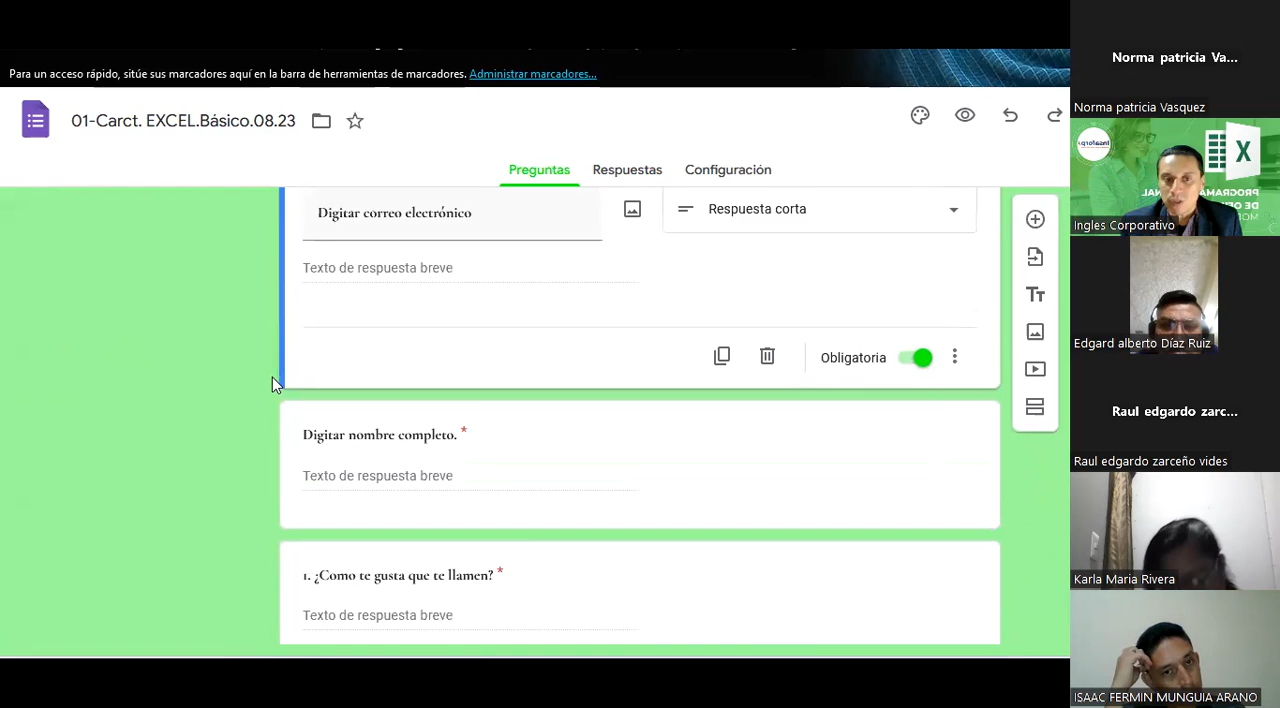 Para un acceso rápido, sitúe sus marcadores aquí en la barra de herramientas de marcadores. Administrar marcadores...
01-Carct. EXCEL.Básico.08.23
Preguntas
Respuestas
Configuración
Digitar correo electrónico
Respuesta corta
Texto de respuesta breve
Obligatoria
Digitar nombre completo. *
Texto de respuesta breve
1. ¿Como te gusta que te llamen? *
Texto de respuesta breve
Norma patricia Va...
Norma patricia Vasquez
X
PROGRAMA
Ingles Corporativo
Edgard alberto Díaz Ruiz
Raul edgardo zarc...
Raul edgardo zarceño vides
Karla Maria Rivera
ISAAC FERMIN MUNGUIA ARANO